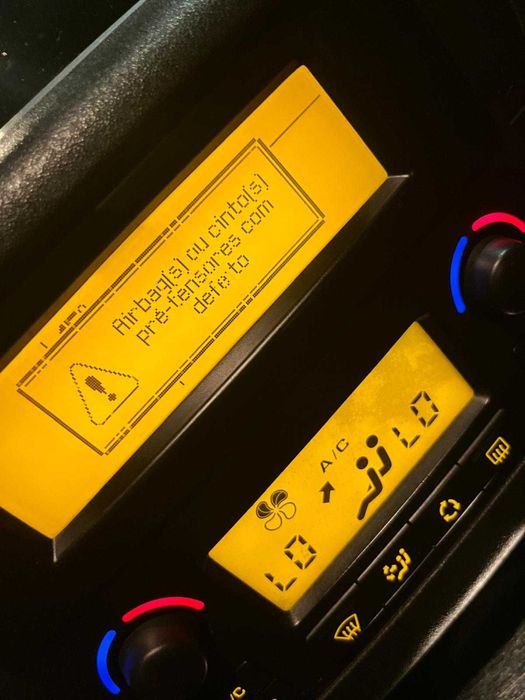 Airbag(s) ou cinto(s)
pré-tensores com
defeito
A/C
LO
LO
/C